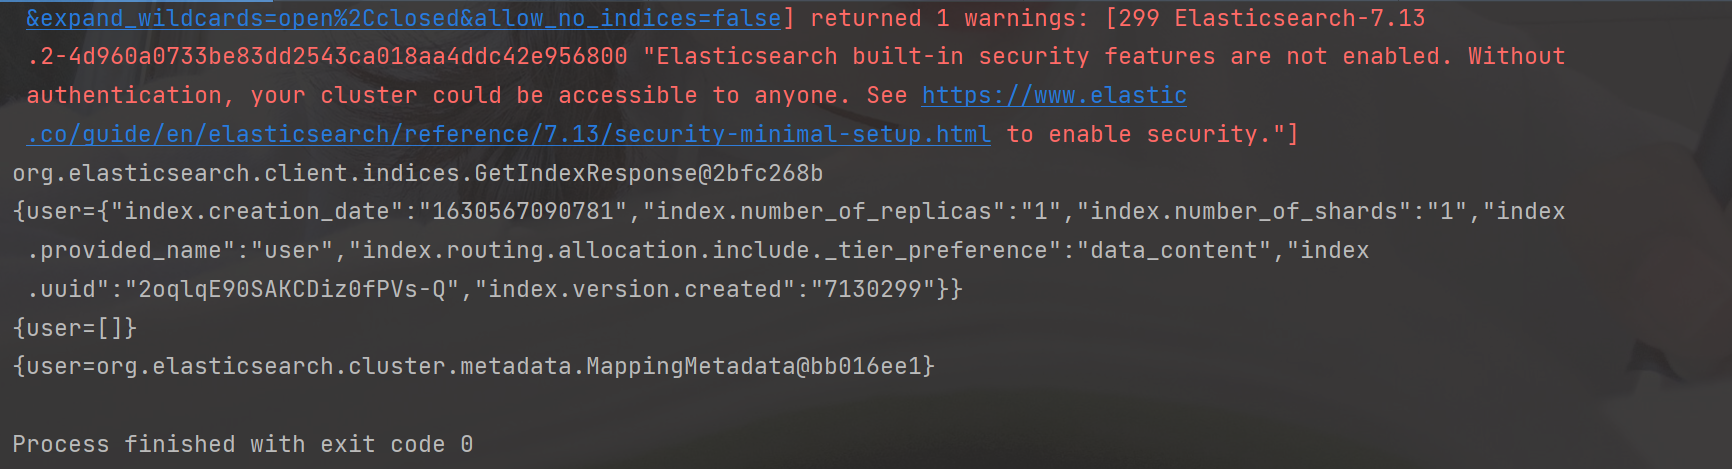 &expand_wildcards=open%2Cclosed&allow_no_indices=false] returned 1 warnings: [299 Elasticsearch-7.13
.2-4d960a0733be83dd2543ca018aa4ddc42e956800 "Elasticsearch built-in security features are not enabled. Without
authentication, your cluster could be accessible to anyone. See https://www.elastic
.co/guide/en/elasticsearch/reference/7.13/security-minimal-setup.html to enable security."]
org.elasticsearch.client.indices.GetIndexResponse@2bfc268b
{user={"index.creation_date":"1630567090781","index.number_of_replicas":"1","index.number_of_shards":"1","index
.provided_name":"user","index.routing.allocation.include._tier_preference":"data_content","index
.uuid":"2oqlqE90SAKCDiz0fPVs-Q","index.version.created":"7130299"}}
{user=[]}
{user=org.elasticsearch.cluster.metadata.MappingMetadata@bb016ee1}
Process finished with exit code 0